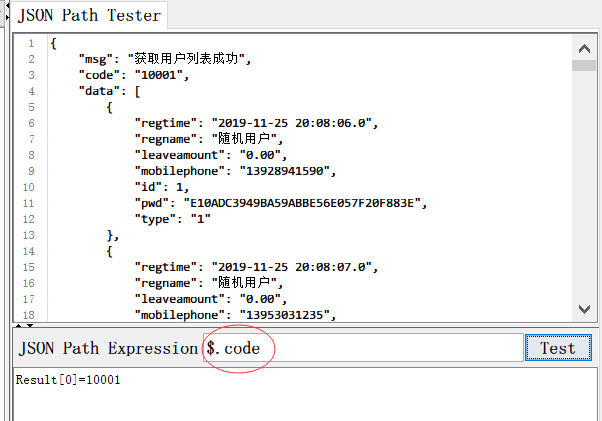 JSON Path Tester
1 {
2 "msg": "获取用户列表成功",
3 "code": "10001",
4 "data": [
5 {
6 "regtime": "2019-11-25 20:08:06.0",
7 "regname": "随机用户",
8 "leaveamount": "0.00",
9 "mobilephone": "13928941590",
10 "id": 1,
11 "pwd": "E10ADC3949BA59ABBE56E057F20F883E",
12 "type": "1"
13 },
14 {
15 "regtime": "2019-11-25 20:08:07.0",
16 "regname": "随机用户",
17 "leaveamount": "0.00",
18 "mobilephone": "13953031235",
JSON Path Expression $.code Test
Result[0]=10001